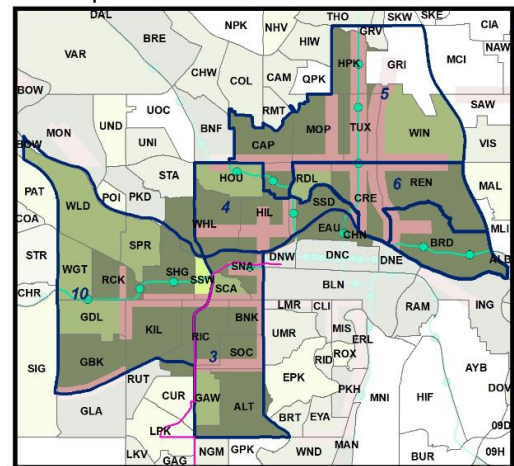 DAL
THO
SKW
SKE
NPK
NHV
GRV
CIA
VAR
BRE
HIW
HPK
NAW
CHW
COL
CAM
QPK
GRI
MCI
BOW
5
RMT
UOC
SAW
MON
UND
BNF
MOP
TUX
WIN
UNI
CAP
VIS
BOW
STA
HOU
RDL
6
REN
PAT
WLD
POI
PKD
MAL
COA
4
HIL
SSD
CRE
SPR
WHL
EAU
CHN
MLI
STR
WGT
SHG
SNA
DNW
DNC
DNE
BRD
ALB
RCK
SSW
SCA
CHR
10
BLN
GDL
LMR
CLI
RAM
ING
KIL
RIC
BNK
UMR
MIS
ERL
3
SOC
RID
ROX
AYB
SIG
GBK
RUT
EPK
PKH
MNI
HIF
DOV
GLA
CUR
GAW
ALT
BRT
EYA
09D
LPK
MAN
LKV
GAG
NGM
GPK
WND
BUR
09H